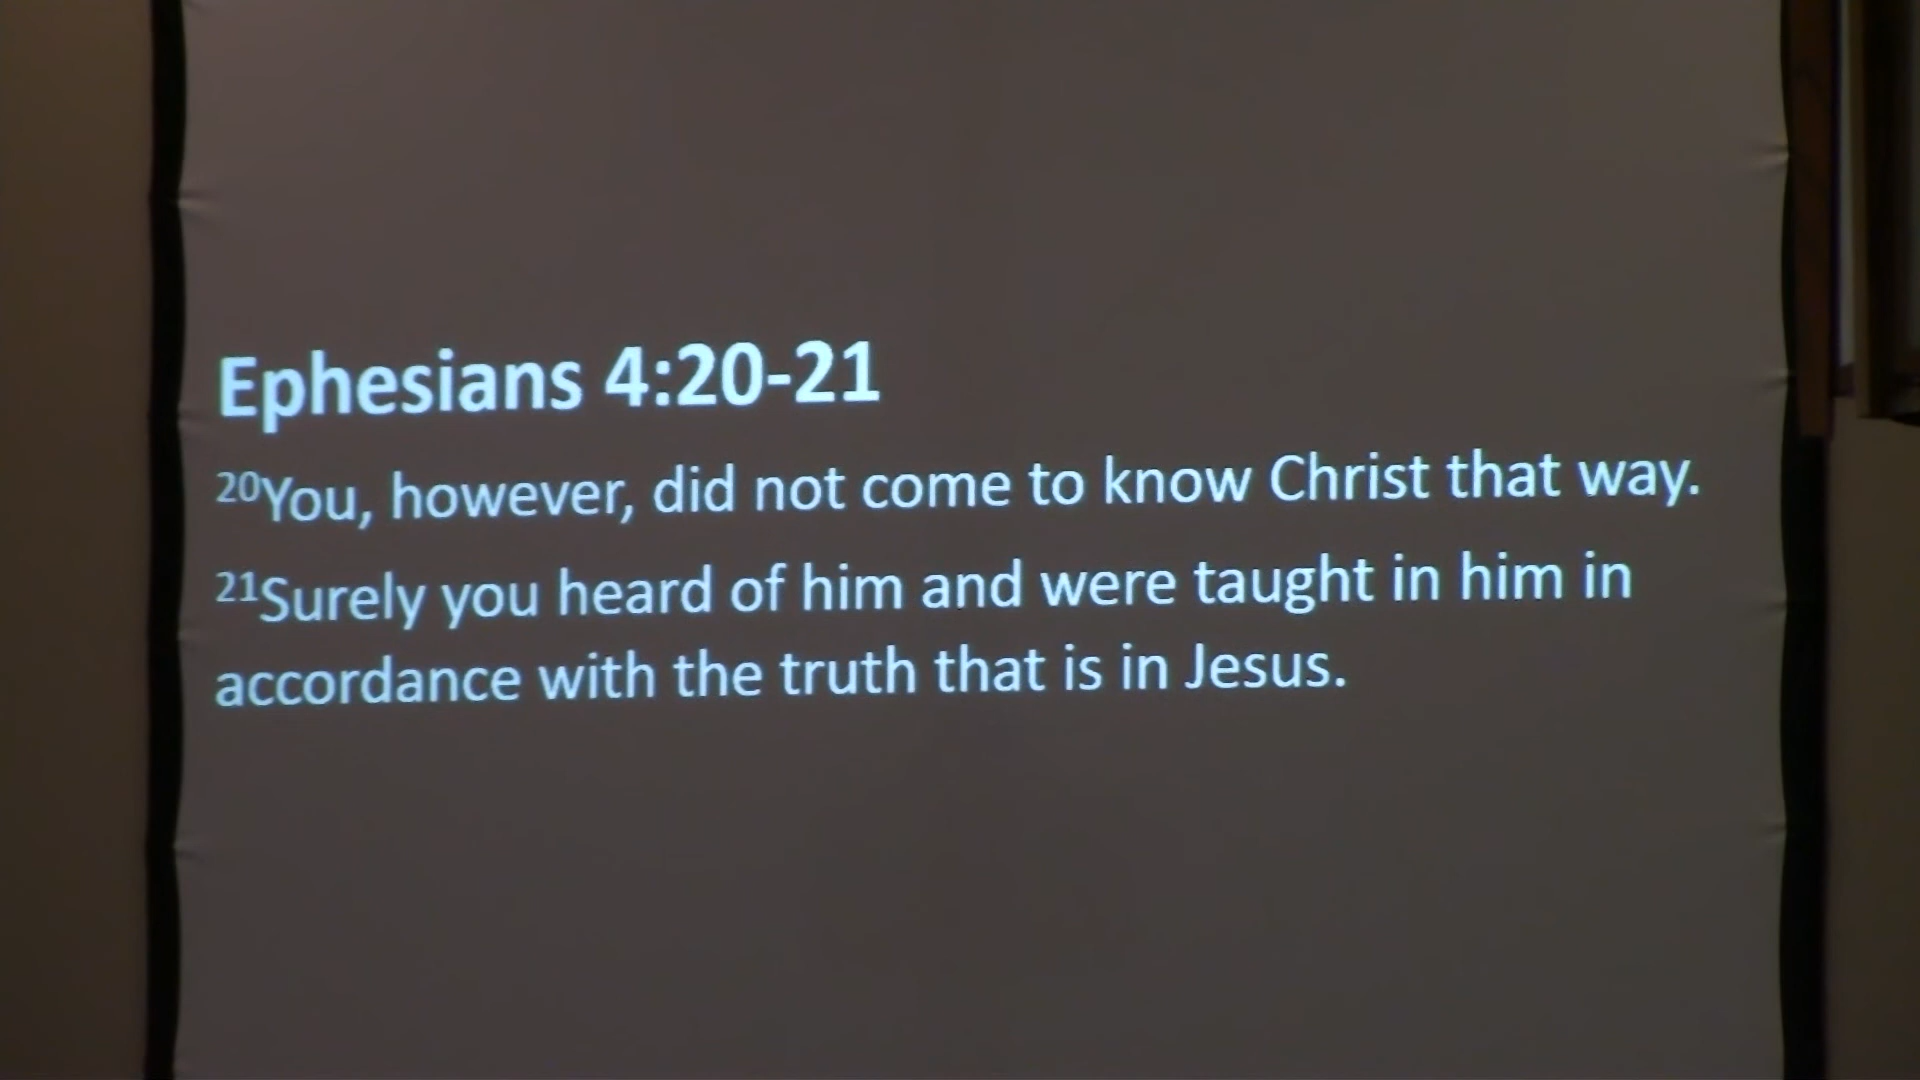 Ephesians 4:20-21
²⁰You, however, did not come to know Christ that way.
²¹Surely you heard of him and were taught in him in
accordance with the truth that is in Jesus.